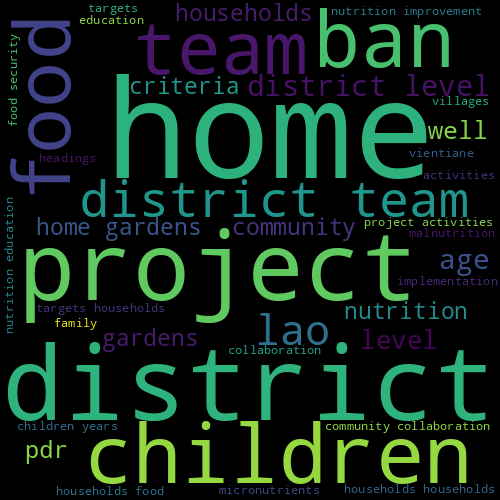 targets
education
households
nutrition improvement
food security
food
team
ban
criteria
district level
home
villages
well
headings
vientiane
activities
district team
nutrition education
home gardens
community
project activities
malnutrition
project
age
implementation
targets households
nutrition
family
gardens
lao
level
collaboration
district
children years
community collaboration
pdr
children
households food
micronutrients
households households